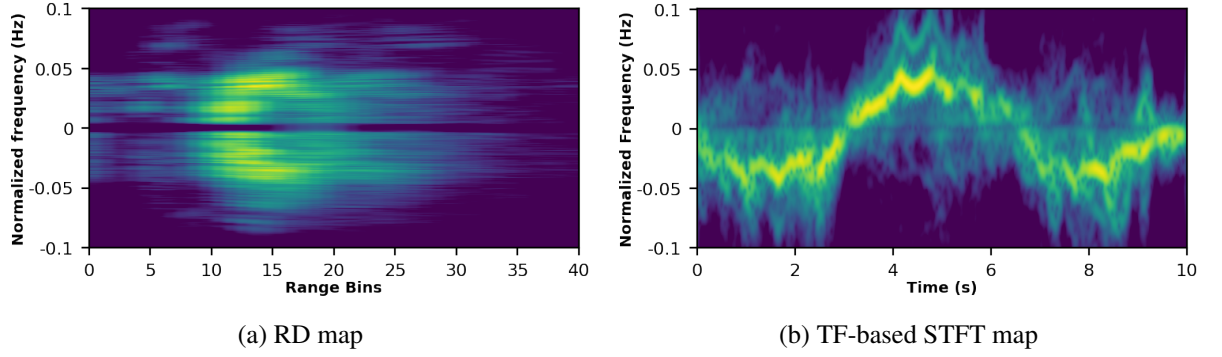 Normalized frequency (Hz)
0.1
0.05
0
-0.05
-0.1
0 5 10 15 20 25 30 35 40
Range Bins
(a) RD map
Normalized Frequency (Hz)
0.1
0.05
0
-0.05
-0.1
0 2 4 6 8 10
Time (s)
(b) TF-based STFT map